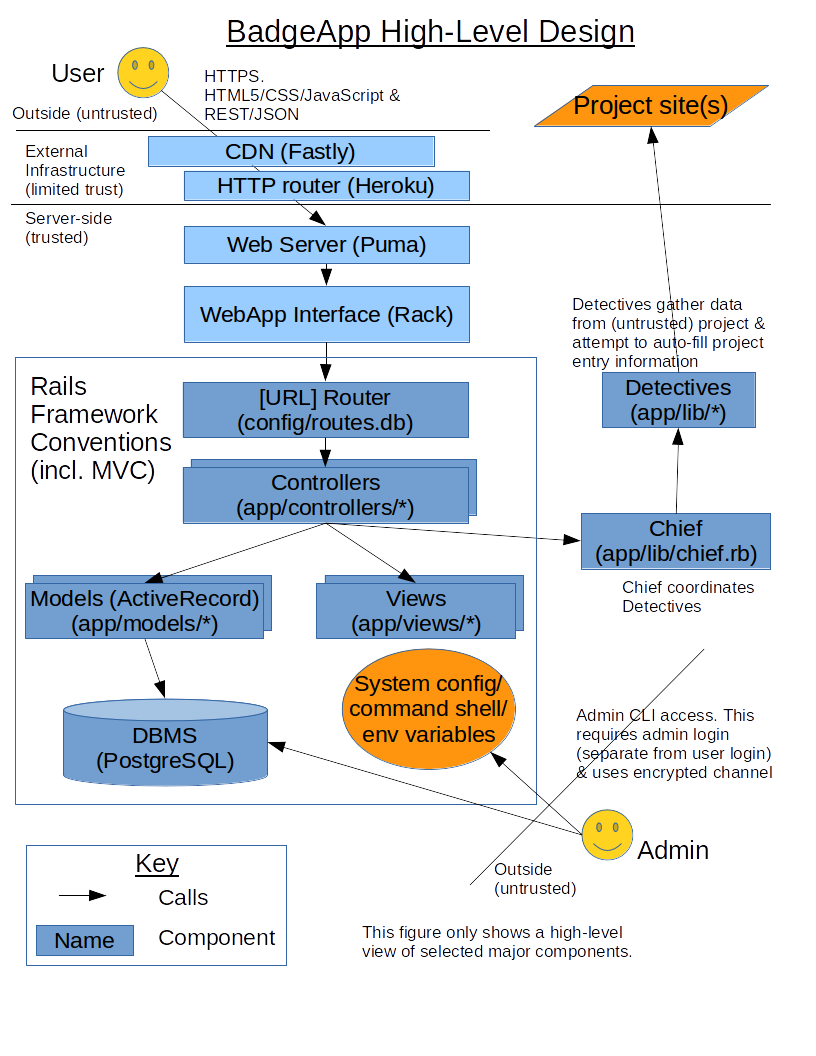 BadgeApp High-Level Design
User
HTTPS.
HTML5/CSS/JavaScript &
REST/JSON
Outside (untrusted)
Project site(s)
External
Infrastructure
(limited trust)
CDN (Fastly)
HTTP router (Heroku)
Server-side
(trusted)
Web Server (Puma)
WebApp Interface (Rack)
Detectives gather data
from (untrusted) project &
attempt to auto-fill project
entry information
Detectives
(app/lib/*)
Rails
Framework
Conventions
(incl. MVC)
[URL] Router
(config/routes.db)
Controllers
(app/controllers/*)
Chief
(app/lib/chief.rb)
Chief coordinates
Detectives
Models (ActiveRecord)
(app/models/*)
Views
(app/views/*)
System config/
command shell/
env variables
DBMS
(PostgreSQL)
Admin CLI access. This
requires admin login
(separate from user login)
& uses encrypted channel
Admin
Outside
(untrusted)
Key
Calls
Name
Component
This figure only shows a high-level
view of selected major components.